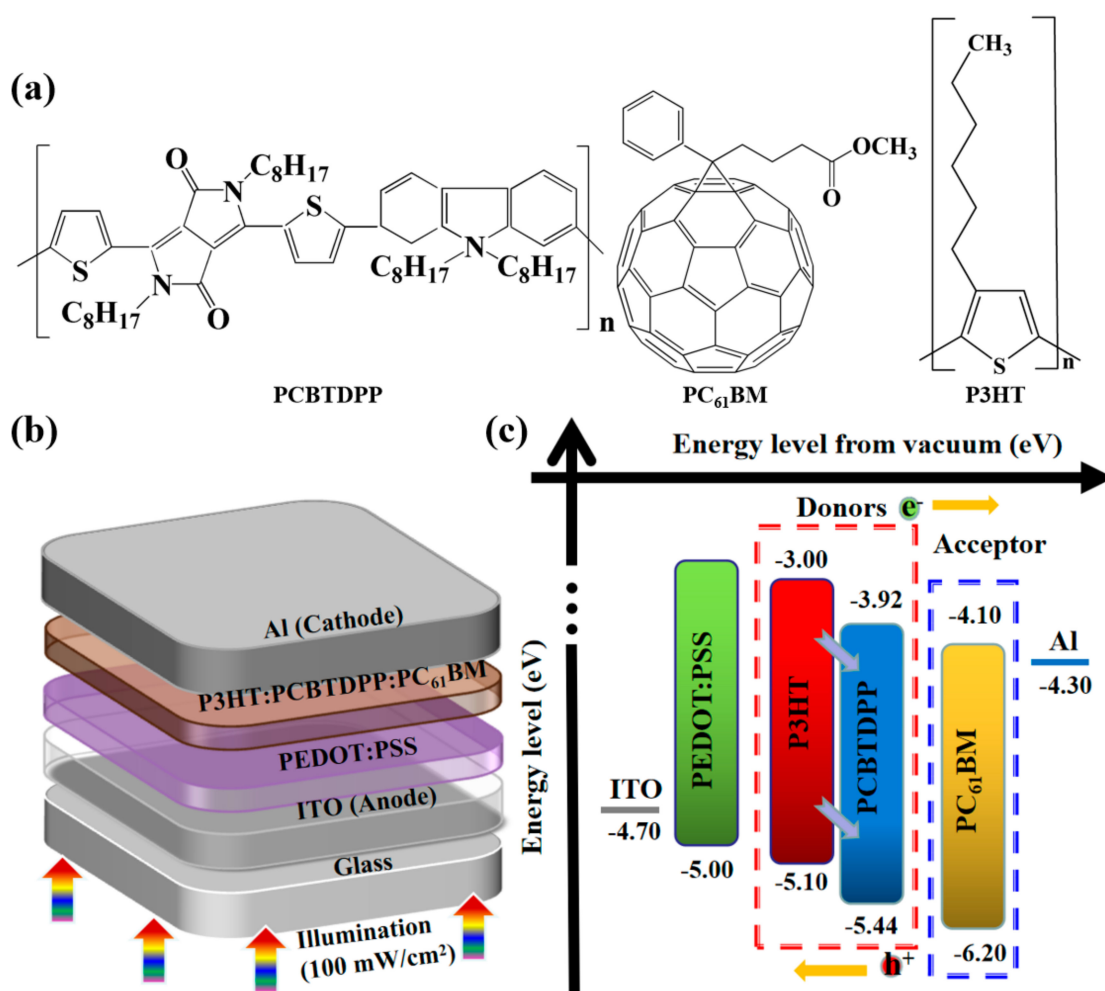 (a)
CH₃
O
C₈H₁₇
N
S
OCH₃
O
S
N
C₈H₁₇
O
N
C₈H₁₇
C₈H₁₇
n
S
n
PCBTDPP
PC₆₁BM
P3HT
(b)
Al (Cathode)
P3HT:PCBTDPP:PC₆₁BM
PEDOT:PSS
ITO (Anode)
Glass
Illumination
(100 mW/cm²)
(c)
Energy level from vacuum (eV)
Energy level (eV)
Donors
e⁻
Acceptor
ITO
-4.70
PEDOT:PSS
-5.00
-3.00
P3HT
-5.10
-3.92
PCBTDPP
-5.44
-4.10
PC₆₁BM
-6.20
Al
-4.30
h⁺